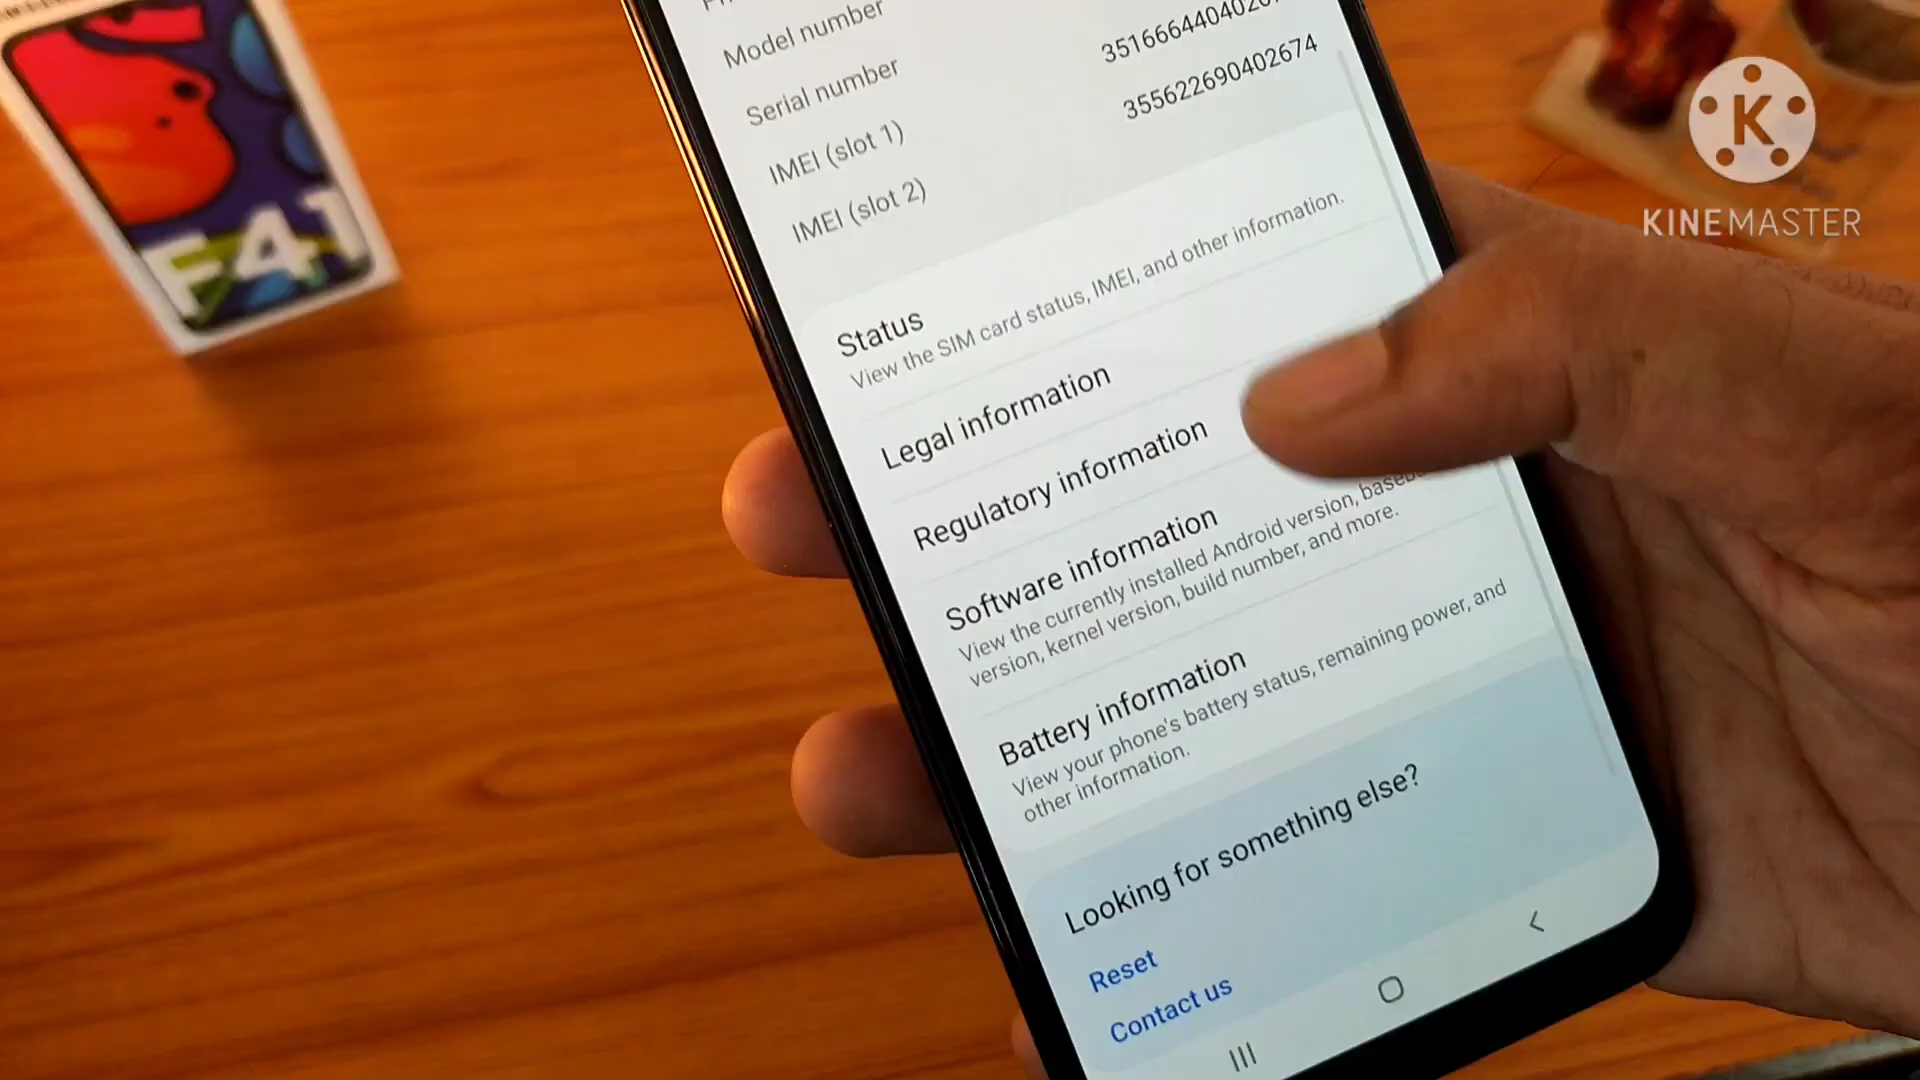 Model number
Serial number
IMEI (slot 1)
IMEI (slot 2)
355622690402674
Status
View the SIM card status, IMEI, and other information.
Legal information
Regulatory information
Software information
View the currently installed Android version,
version, kernel version, build number, and more.
Battery information
View your phone's battery status, remaining power, and
other information.
Looking for something else?
Reset
Contact us
F41
K
KINEMASTER